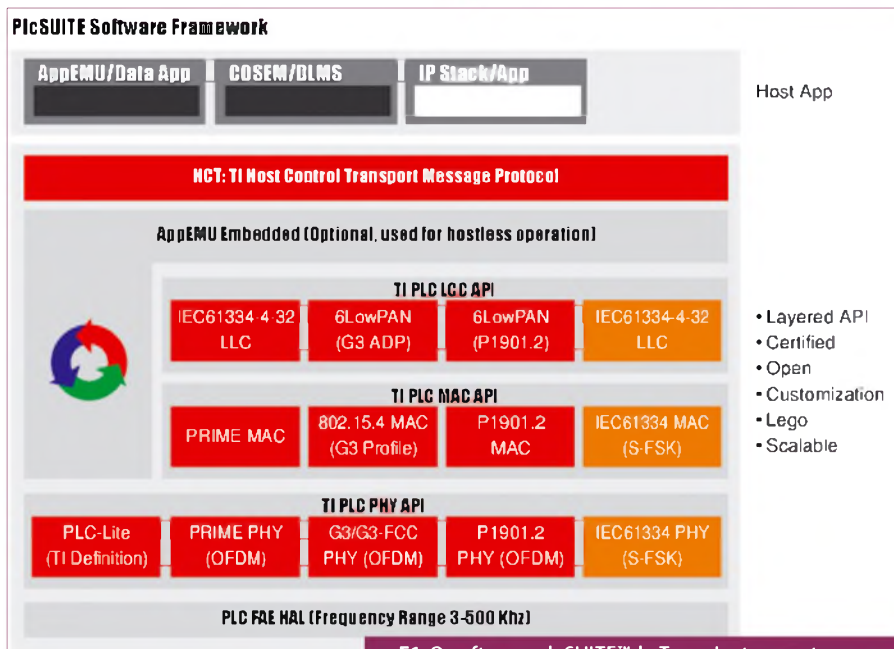 PlcSUITE Software Framework
AppEMU/Data App
COSEM/DLMS
IP Stack/App
Host App
HCT: TI Host Control Transport Message Protocol
AppEMU Embedded (Optional, used for hostless operation)
TI PLC LGC API
IEC61334-4-32
LLC
6LowPAN
(G3 ADP)
6LowPAN
(P1901.2)
IEC61334-4-32
LLC
• Layered API
• Certified
• Open
• Customization
• Lego
• Scalable
TI PLC MAC API
PRIME MAC
802.15.4 MAC
(G3 Profile)
P1901.2
MAC
IEC61334 MAC
(S-FSK)
TI PLC PHY API
PLC-Lite
(TI Definition)
PRIME PHY
(OFDM)
G3/G3-FCC
PHY (OFDM)
P1901.2
PHY (OFDM)
IEC61334 PHY
(S-FSK)
PLC FAE HAL (Frequency Range 3-500 Khz)